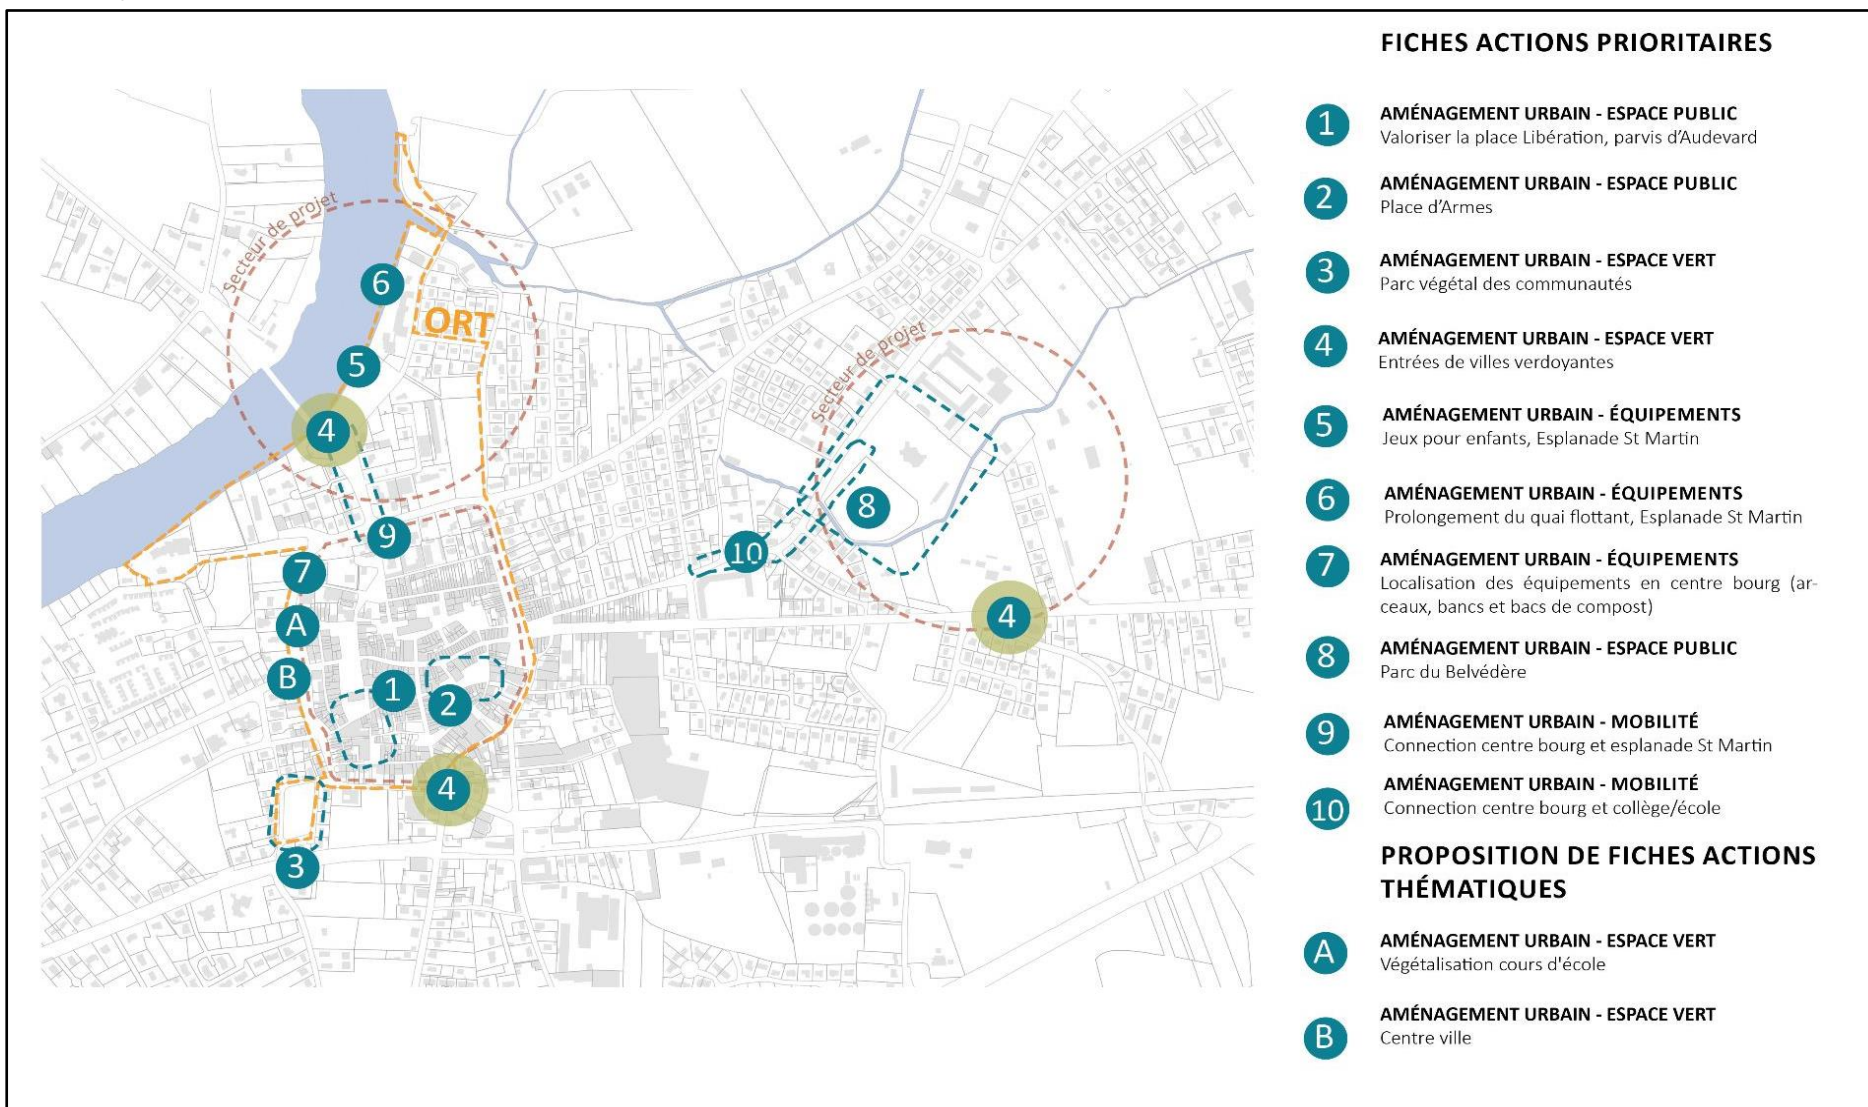 FICHES ACTIONS PRIORITAIRES
1
AMÉNAGEMENT URBAIN - ESPACE PUBLIC
Valoriser la place Libération, parvis d'Audevard
2
AMÉNAGEMENT URBAIN - ESPACE PUBLIC
Place d'Armes
3
AMÉNAGEMENT URBAIN - ESPACE VERT
Parc végétal des communautés
4
AMÉNAGEMENT URBAIN - ESPACE VERT
Entrées de villes verdoyantes
5
AMÉNAGEMENT URBAIN - ÉQUIPEMENTS
Jeux pour enfants, Esplanade St Martin
6
AMÉNAGEMENT URBAIN - ÉQUIPEMENTS
Prolongement du quai flottant, Esplanade St Martin
7
AMÉNAGEMENT URBAIN - ÉQUIPEMENTS
Localisation des équipements en centre bourg (ar-
ceaux, bancs et bacs de compost)
8
AMÉNAGEMENT URBAIN - ESPACE PUBLIC
Parc du Belvédère
9
AMÉNAGEMENT URBAIN - MOBILITÉ
Connection centre bourg et esplanade St Martin
10
AMÉNAGEMENT URBAIN - MOBILITÉ
Connection centre bourg et collège/école
PROPOSITION DE FICHES ACTIONS
THÉMATIQUES
A
AMÉNAGEMENT URBAIN - ESPACE VERT
Végétalisation cours d'école
B
AMÉNAGEMENT URBAIN - ESPACE VERT
Centre ville
Secteur de projet
6
ORT
5
4
9
7
A
B
1
2
4
3
Secteur de projet
8
10
4